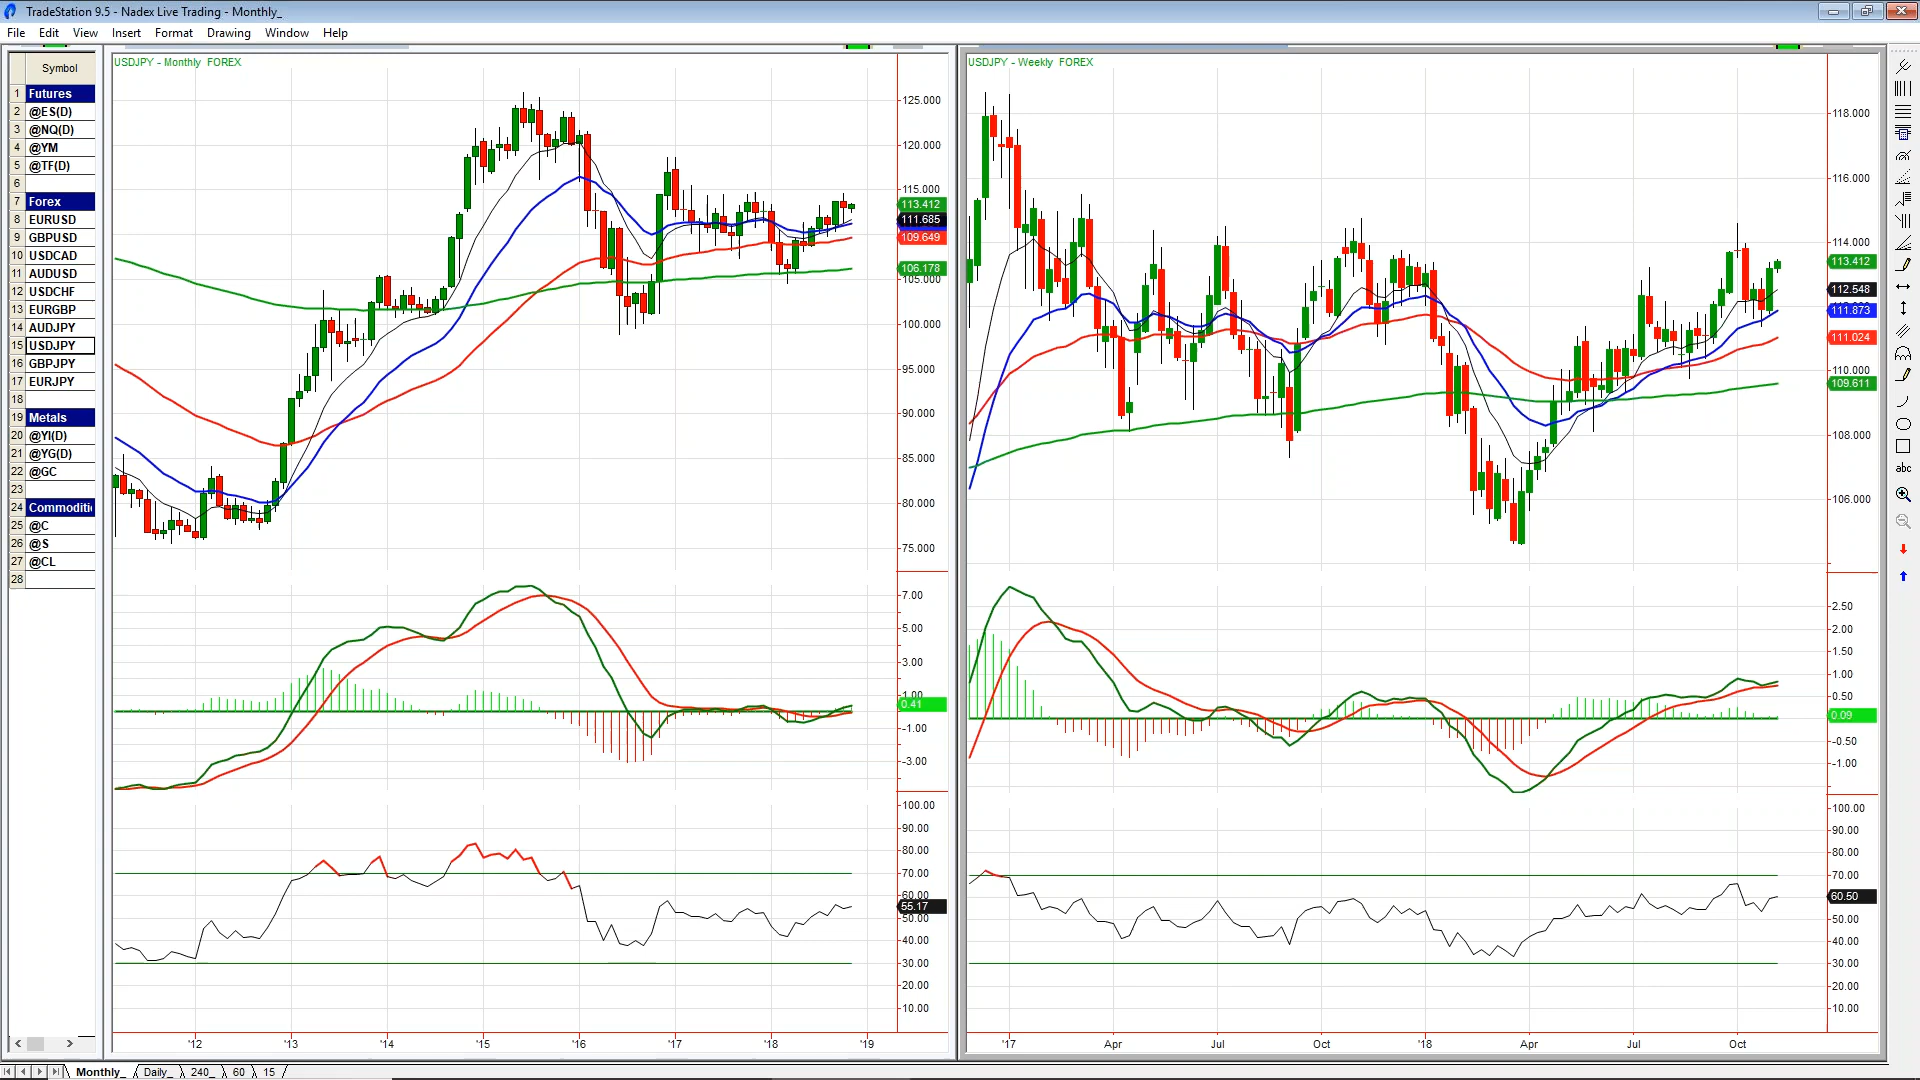 TradeStation 9.5 - Nadex Live Trading - Monthly_
File Edit View Insert Format Drawing Window Help
Symbol
1 Futures
2 @ES(D)
3 @NQ(D)
4 @YM
5 @TF(D)
6
7 Forex
8 EURUSD
9 GBPUSD
10 USDCAD
11 AUDUSD
12 USDCHF
13 EURGBP
14 AUDJPY
15 USDJPY
16 GBPJPY
17 EURJPY
18
19 Metals
20 @YI(D)
21 @YG(D)
22 @GC
23
24 Commoditi
25 @C
26 @S
27 @CL
28
USDJPY - Monthly FOREX
125.000
120.000
115.000
113.412
111.685
109.649
106.178
105.000
100.000
95.000
90.000
85.000
80.000
75.000
7.00
5.00
3.00
1.00
0.41
-1.00
-3.00
100.00
90.00
80.00
70.00
60.00
55.17
50.00
40.00
30.00
20.00
10.00
'12 '13 '14 '15 '16 '17 '18 '19
USDJPY - Weekly FOREX
118.000
116.000
114.000
113.412
112.548
111.873
111.024
110.000
109.611
108.000
106.000
2.50
2.00
1.50
1.00
0.50
0.09
-0.50
-1.00
100.00
90.00
80.00
70.00
60.50
50.00
40.00
30.00
20.00
10.00
'17 Apr Jul Oct '18 Apr Jul Oct
abc
Monthly_ Daily_ 240_ 60 15